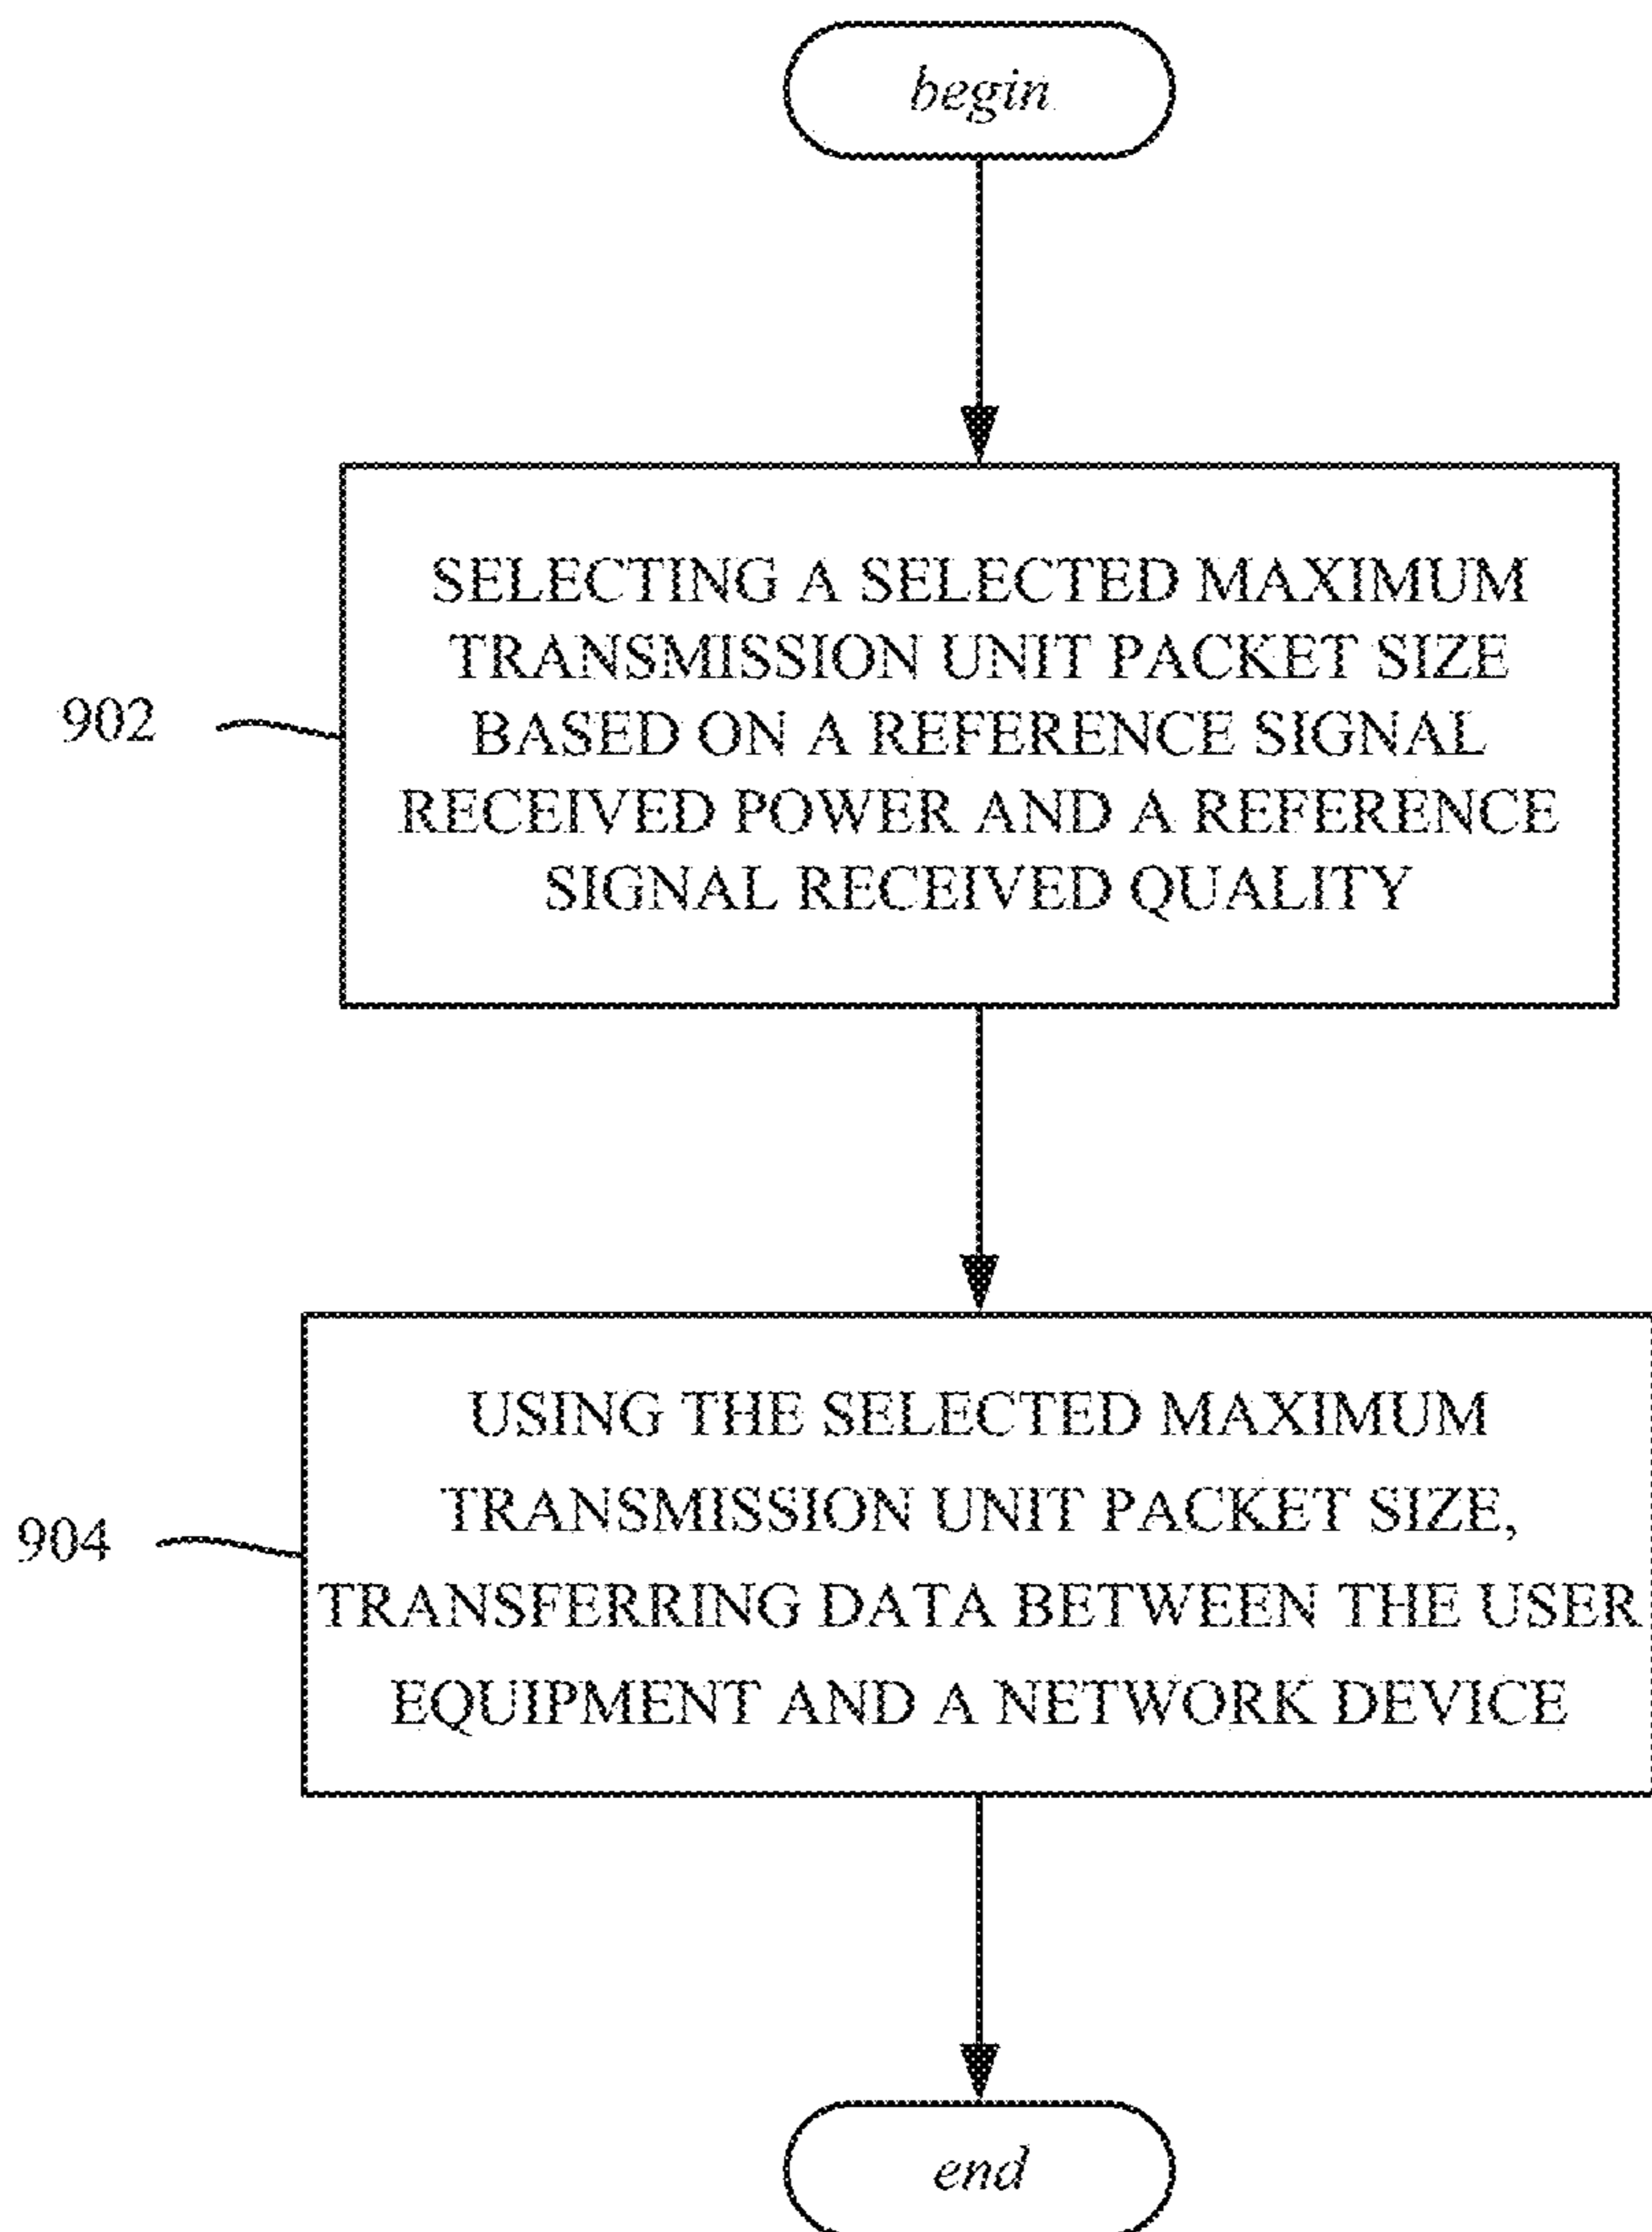 begin
SELECTING A SELECTED MAXIMUM
TRANSMISSION UNIT PACKET SIZE
BASED ON A REFERENCE SIGNAL
RECEIVED POWER AND A REFERENCE
SIGNAL RECEIVED QUALITY
902
USING THE SELECTED MAXIMUM
TRANSMISSION UNIT PACKET SIZE,
TRANSFERRING DATA BETWEEN THE USER
EQUIPMENT AND A NETWORK DEVICE
904
end